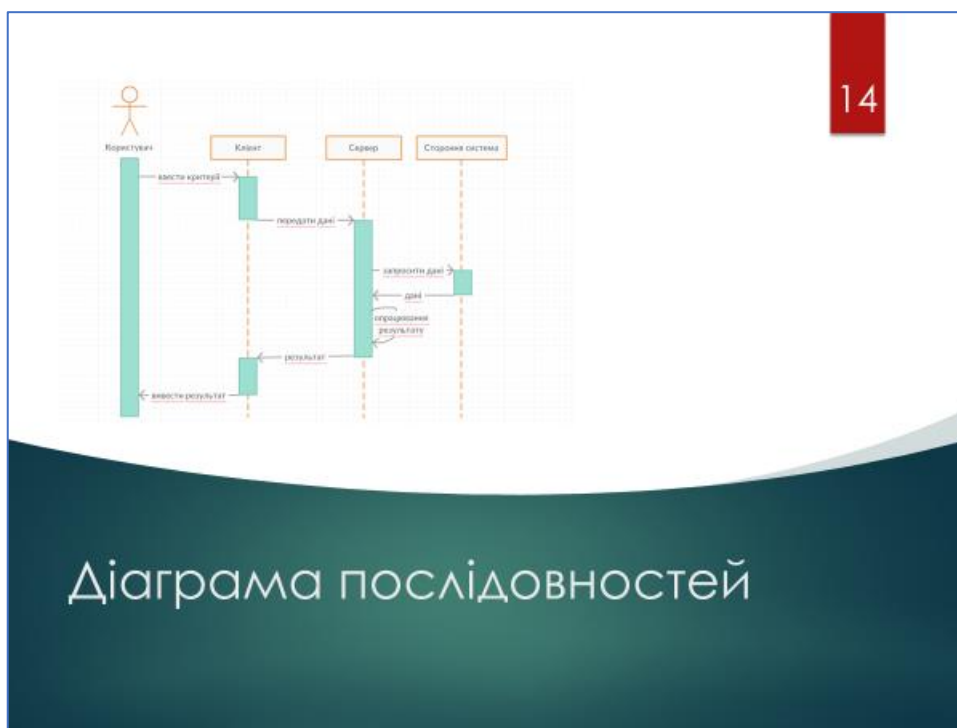 14
Користувач
Клієнт
Сервер
Стороння система
ввести критерії
передати дані
запросити дані
дані
опрацювання
результату
результат
вивести результат
Діаграма послідовностей